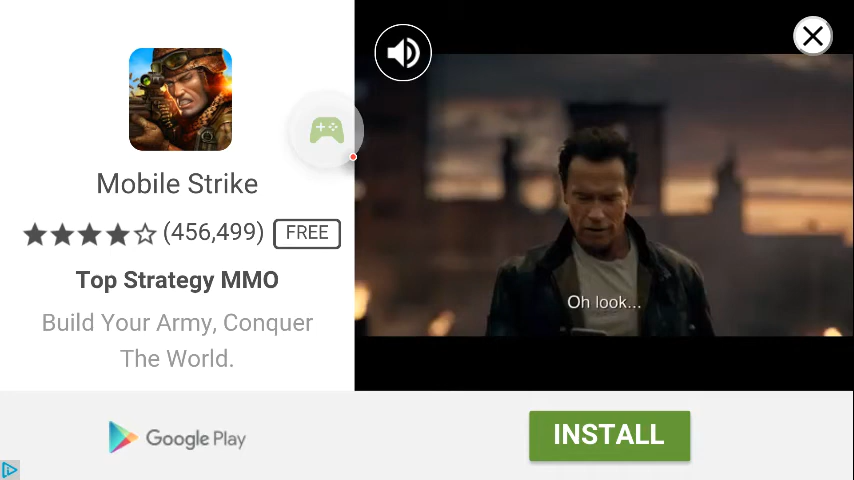 Mobile Strike
(456,499) FREE
Top Strategy MMO
Build Your Army, Conquer
The World.
Oh look...
Google Play
INSTALL